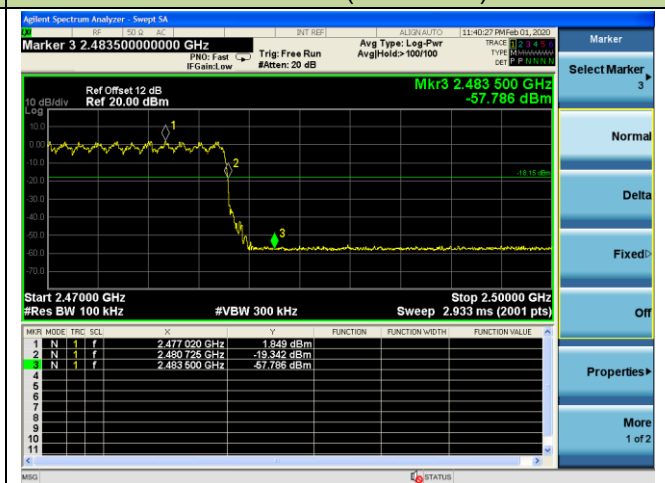 Agilent Spectrum Analyzer - Swept SA
RF 50 Ω AC INT REF ALIGN AUTO 11:40:27 PM Feb 01, 2020
Marker 3 2.483500000000 GHz
PNO: Fast
IFGain:Low
Trig: Free Run
#Atten: 20 dB
Avg Type: Log-Pwr
Avg|Hold:> 100/100
TRACE 1 2 3 4 5 6
TYPE
DET P P N N N N
Ref Offset 12 dB
10 dB/div Ref 20.00 dBm
Log
Mkr3 2.483 500 GHz
-57.786 dBm
10.0
0.00
-10.0
-20.0
-30.0
-40.0
-50.0
-60.0
-70.0
1
2
3
-18.15 dBm
Start 2.47000 GHz Stop 2.50000 GHz
#Res BW 100 kHz #VBW 300 kHz Sweep 2.933 ms (2001 pts)
MKR MODE TRC SCL X Y FUNCTION FUNCTION WIDTH FUNCTION VALUE
1 N 1 f 2.477 020 GHz 1.849 dBm
2 N 1 f 2.480 725 GHz -19.342 dBm
3 N 1 f 2.483 500 GHz -57.786 dBm
4
5
6
7
8
9
10
11
MSG STATUS
Marker
Select Marker
3
Normal
Delta
Fixed
Off
Properties
More
1 of 2